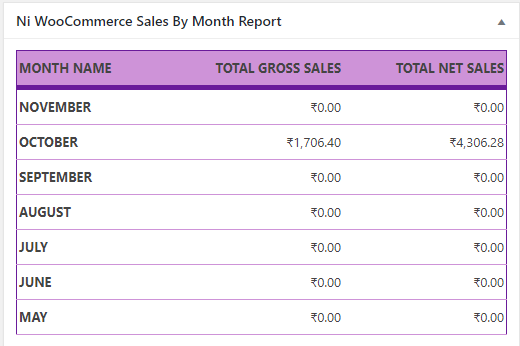 Ni WooCommerce Sales By Month Report
MONTH NAME TOTAL GROSS SALES TOTAL NET SALES
NOVEMBER ₹0.00 ₹0.00
OCTOBER ₹1,706.40 ₹4,306.28
SEPTEMBER ₹0.00 ₹0.00
AUGUST ₹0.00 ₹0.00
JULY ₹0.00 ₹0.00
JUNE ₹0.00 ₹0.00
MAY ₹0.00 ₹0.00